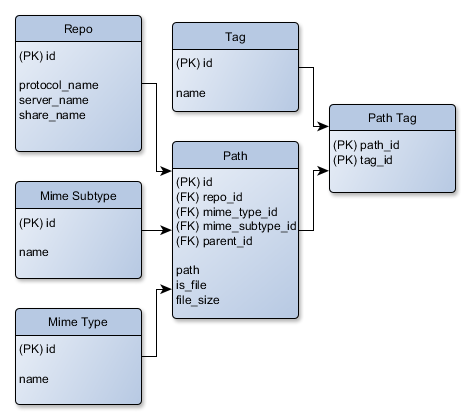 Repo
(PK) id
protocol_name
server_name
share_name
Tag
(PK) id
name
Path Tag
(PK) path_id
(PK) tag_id
Path
(PK) id
(FK) repo_id
(FK) mime_type_id
(FK) mime_subtype_id
(FK) parent_id
path
is_file
file_size
Mime Subtype
(PK) id
name
Mime Type
(PK) id
name